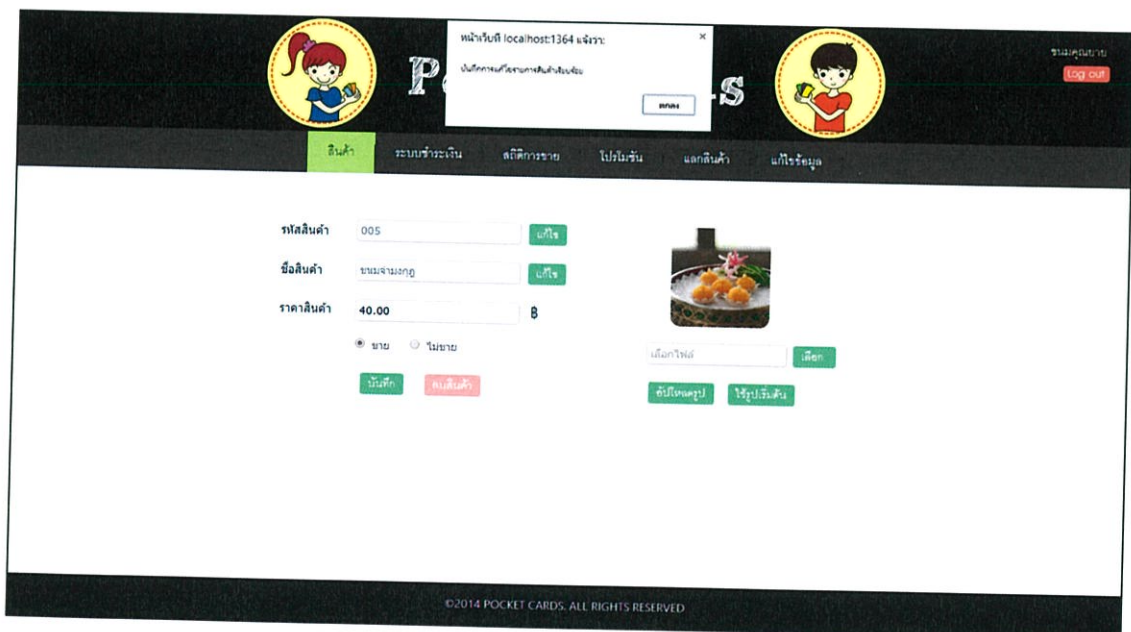 หน้าเว็บที่ localhost:1364 แจ้งว่า:
บันทึกการแก้ไขรายการสินค้าเรียบร้อย
ตกลง
ขนมคุณยาย
Log out
สินค้า ระบบชำระเงิน สถิติการขาย โปรโมชัน แลกสินค้า แก้ไขข้อมูล
รหัสสินค้า 005 แก้ไข
ชื่อสินค้า ขนมจ่ามงกุฎ แก้ไข
ราคาสินค้า 40.00 ฿
ขาย ไม่ขาย
เลือกไฟล์ เลือก
บันทึก ลบสินค้า
อัปโหลดรูป ใช้รูปเริ่มต้น
©2014 POCKET CARDS. ALL RIGHTS RESERVED